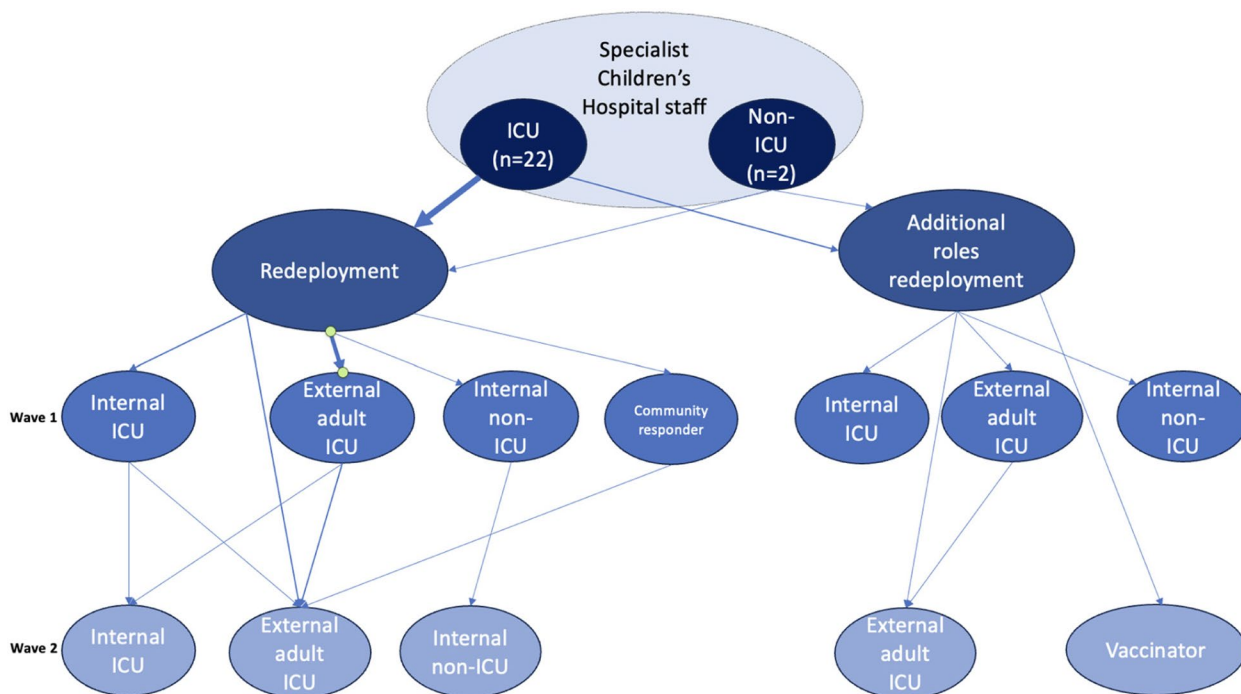 Specialist
Children's
Hospital staff
ICU
(n=22)
Non-
ICU
(n=2)
Redeployment
Additional
roles
redeployment
Wave 1
Internal
ICU
External
adult
ICU
Internal
non-
ICU
Community
responder
Internal
ICU
External
adult
ICU
Internal
non-
ICU
Wave 2
Internal
ICU
External
adult
ICU
Internal
non-ICU
External
adult
ICU
Vaccinator